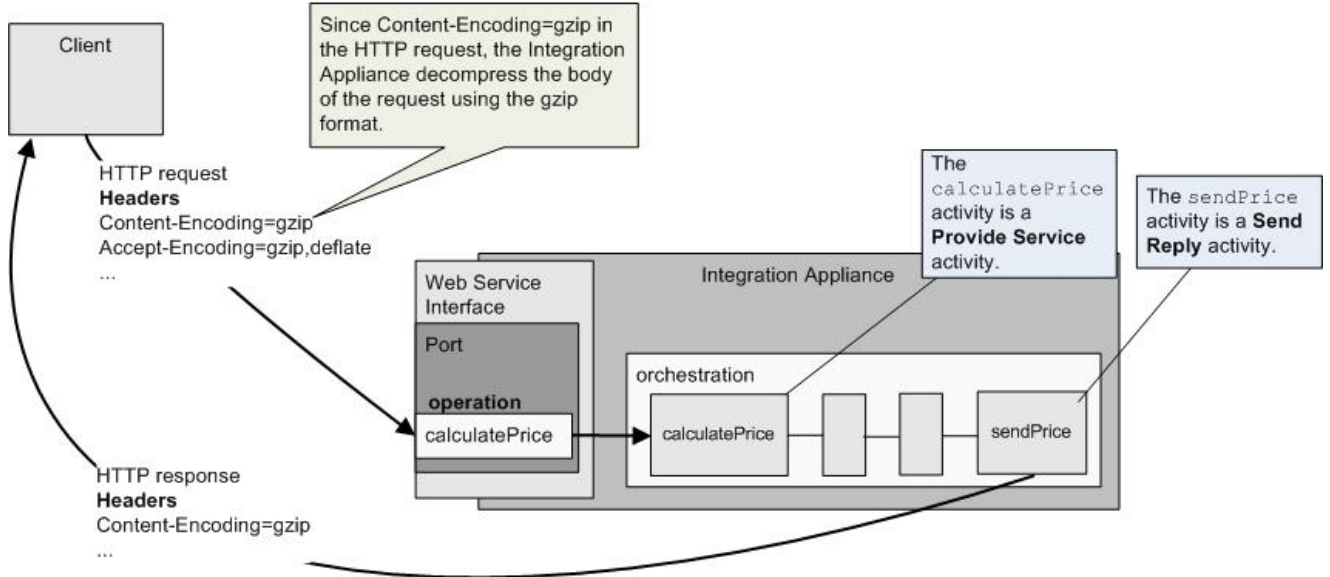 Client
Since Content-Encoding=gzip in
the HTTP request, the Integration
Appliance decompress the body
of the request using the gzip
format.
HTTP request
Headers
Content-Encoding=gzip
Accept-Encoding=gzip,deflate
...
The
calculatePrice
activity is a
Provide Service
activity.
The sendPrice
activity is a Send
Reply activity.
Web Service
Interface
Integration Appliance
Port
operation
calculatePrice
orchestration
calculatePrice
sendPrice
HTTP response
Headers
Content-Encoding=gzip
...